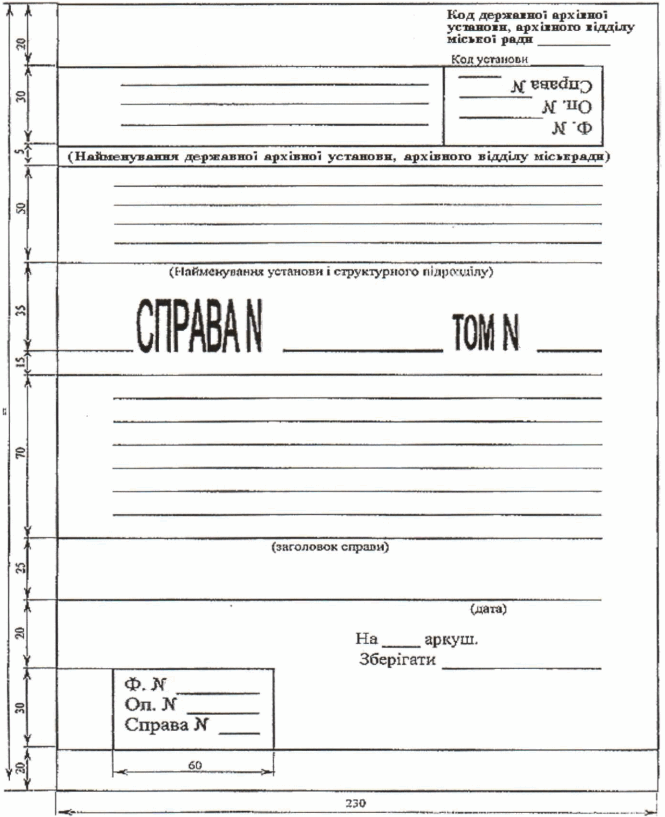 Код державної архівної
установи, архівного відділу
міської ради
Код установи
20
30
Справа N
Оп. N
Ф. N
5
(Найменування державної архівної установи, архівного відділу міськради)
50
(Найменування установи і структурного підрозділу)
35
СПРАВА N ТОМ N
15
70
(заголовок справи)
25
(дата)
20
На аркуш.
Зберігати
30
Ф. N
Оп. N
Справа N
20
60
230